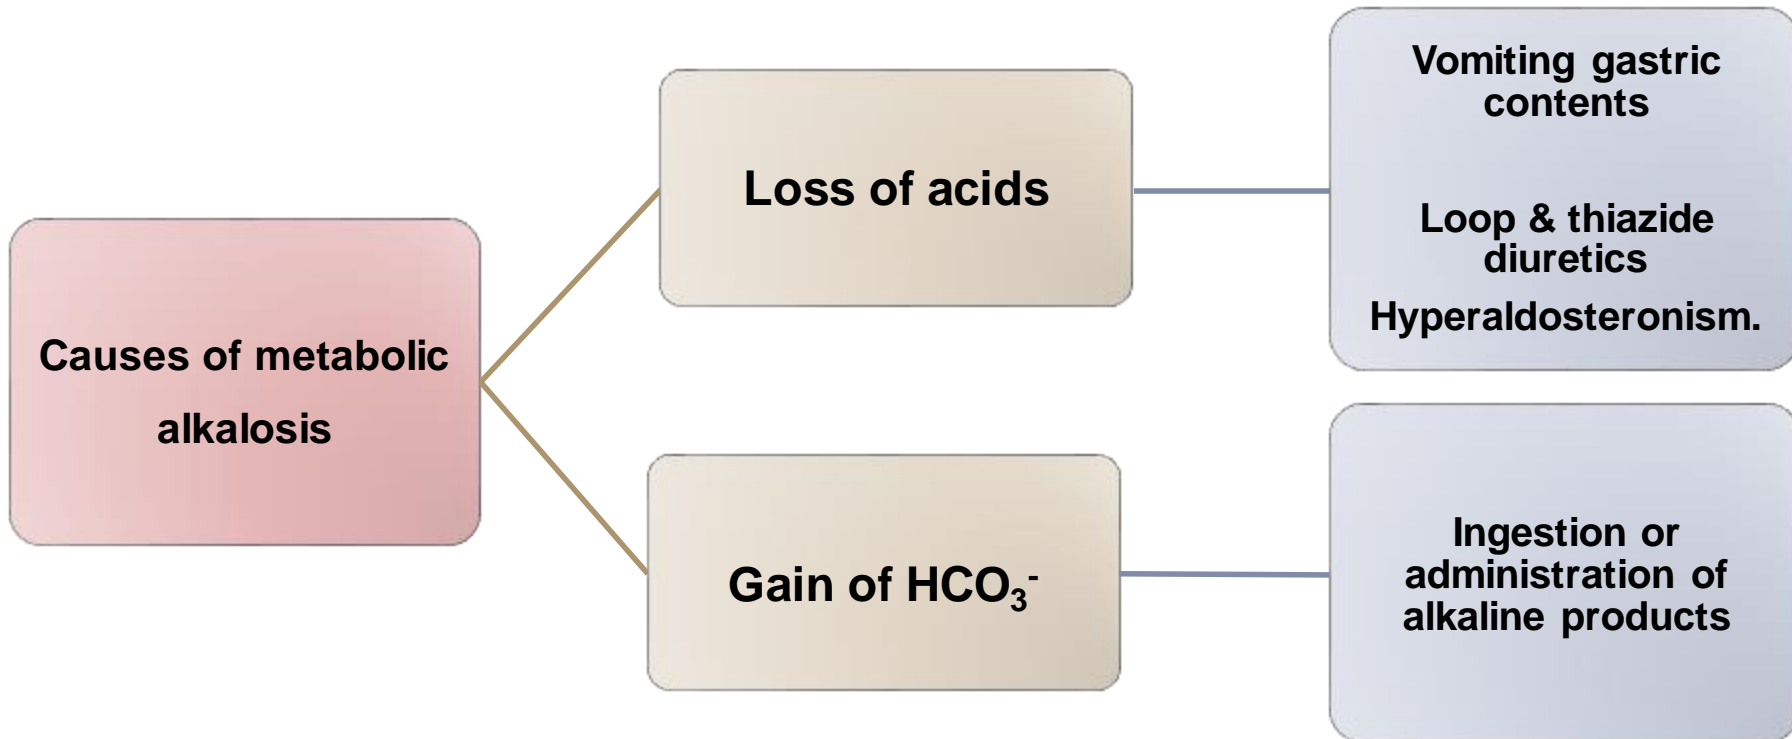 Causes of metabolic
alkalosis
Loss of acids
Vomiting gastric
contents
Loop & thiazide
diuretics
Hyperaldosteronism.
Gain of HCO₃⁻
Ingestion or
administration of
alkaline products